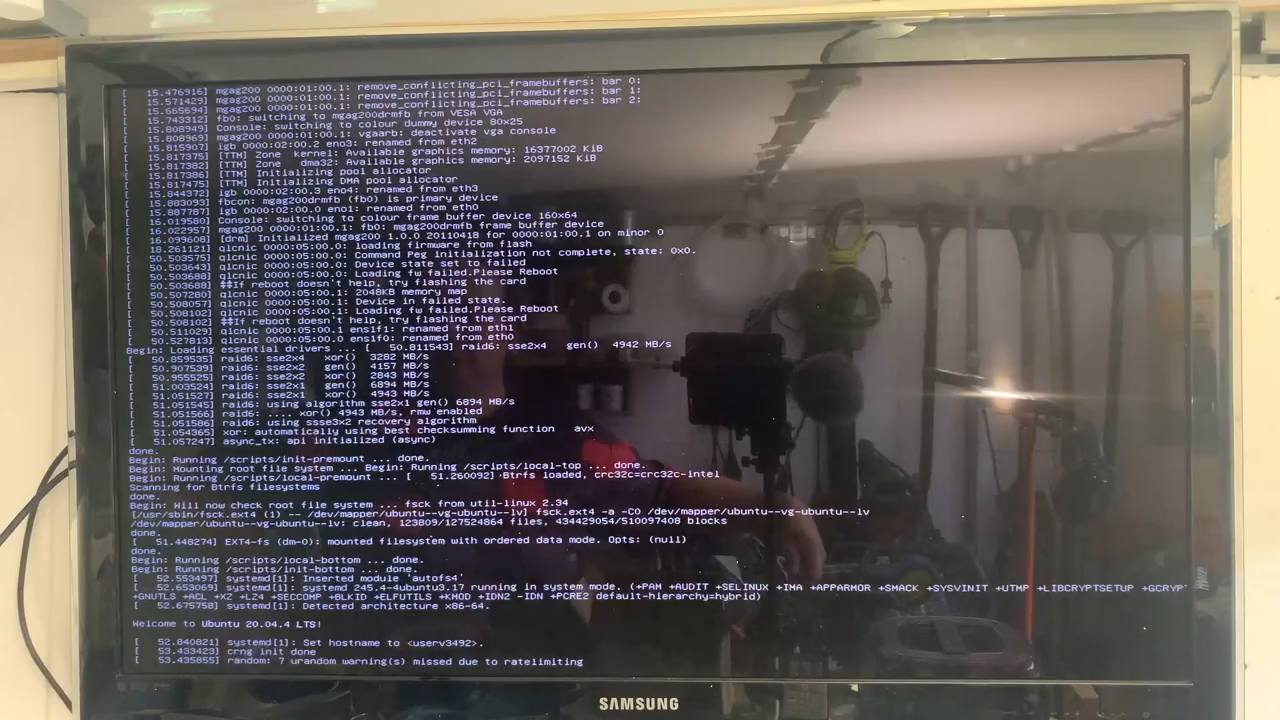 [   15.476916] mgag200 0000:01:00.1: remove_conflicting_pci_framebuffers: bar 0:
[   15.571429] mgag200 0000:01:00.1: remove_conflicting_pci_framebuffers: bar 1:
[   15.665694] mgag200 0000:01:00.1: remove_conflicting_pci_framebuffers: bar 2:
[   15.743312] fb0: switching to mgag200drmfb from VESA VGA
[   15.808949] Console: switching to colour dummy device 80x25
[   15.808969] mgag200 0000:01:00.1: vgaarb: deactivate vga console
[   15.815907] igb 0000:02:00.2 eno3: renamed from eth2
[   15.817375] [TTM] Zone  kernel: Available graphics memory: 16377002 KiB
[   15.817382] [TTM] Zone   dma32: Available graphics memory: 2097152 KiB
[   15.817386] [TTM] Initializing pool allocator
[   15.817475] [TTM] Initializing DMA pool allocator
[   15.844372] igb 0000:02:00.3 eno4: renamed from eth3
[   15.883093] fbcon: mgag200drmfb (fb0) is primary device
[   15.887787] igb 0000:02:00.0 eno1: renamed from eth0
[   16.019580] Console: switching to colour frame buffer device 160x64
[   16.022957] mgag200 0000:01:00.1: fb0: mgag200drmfb frame buffer device
[   16.099608] [drm] Initialized mgag200 1.0.0 20110418 for 0000:01:00.1 on minor 0
[   18.261121] qlcnic 0000:05:00.0: loading firmware from flash
[   50.503575] qlcnic 0000:05:00.0: Command Peg initialization not complete, state: 0x0.
[   50.503643] qlcnic 0000:05:00.0: Device state set to failed
[   50.503688] qlcnic 0000:05:00.0: Loading fw failed.Please Reboot
[   50.503688] ‡‡If reboot doesn't help, try flashing the card
[   50.507280] qlcnic 0000:05:00.1: 2048KB memory map
[   50.508057] qlcnic 0000:05:00.1: Device in failed state.
[   50.508102] qlcnic 0000:05:00.1: Loading fw failed.Please Reboot
[   50.508102] ‡‡If reboot doesn't help, try flashing the card
[   50.511029] qlcnic 0000:05:00.1 ens1f1: renamed from eth1
[   50.527813] qlcnic 0000:05:00.0 ens1f0: renamed from eth0
Begin: Loading essential drivers ... [   50.811543] raid6: sse2x4   gen()  4942 MB/s
[   50.859535] raid6: sse2x4   xor()  3282 MB/s
[   50.907539] raid6: sse2x2   gen()  4157 MB/s
[   50.955525] raid6: sse2x2   xor()  2843 MB/s
[   51.003524] raid6: sse2x1   gen()  6894 MB/s
[   51.051527] raid6: sse2x1   xor()  4943 MB/s
[   51.051545] raid6: using algorithm sse2x1 gen() 6894 MB/s
[   51.051566] raid6: .... xor() 4943 MB/s, rmw enabled
[   51.051586] raid6: using ssse3x2 recovery algorithm
[   51.054365] xor: automatically using best checksumming function   avx
[   51.057247] async_tx: api initialized (async)
done.
Begin: Running /scripts/init-premount ... done.
Begin: Mounting root file system ... Begin: Running /scripts/local-top ... done.
Begin: Running /scripts/local-premount ... [   51.260092] Btrfs loaded, crc32c=crc32c-intel
Scanning for Btrfs filesystems
done.
Begin: Will now check root file system ... fsck from util-linux 2.34
[/usr/sbin/fsck.ext4 (1) -- /dev/mapper/ubuntu--vg-ubuntu--lv] fsck.ext4 -a -C0 /dev/mapper/ubuntu--vg-ubuntu--lv
/dev/mapper/ubuntu--vg-ubuntu--lv: clean, 123809/127524864 files, 434429054/510097408 blocks
done.
[   51.448274] EXT4-fs (dm-0): mounted filesystem with ordered data mode. Opts: (null)
done.
Begin: Running /scripts/local-bottom ... done.
Begin: Running /scripts/init-bottom ... done.
[   52.553497] systemd[1]: Inserted module 'autofs4'
[   52.653069] systemd[1]: systemd 245.4-4ubuntu3.17 running in system mode. (+PAM +AUDIT +SELINUX +IMA +APPARMOR +SMACK +SYSVINIT +UTMP +LIBCRYPTSETUP +GCRYP
+GNUTLS +ACL +XZ +LZ4 +SECCOMP +BLKID +ELFUTILS +KMOD +IDN2 -IDN +PCRE2 default-hierarchy=hybrid)
[   52.675758] systemd[1]: Detected architecture x86-64.
Welcome to Ubuntu 20.04.4 LTS!
[   52.840821] systemd[1]: Set hostname to <userv3492>.
[   53.433423] crng init done
[   53.435855] random: 7 urandom warning(s) missed due to ratelimiting
SAMSUNG